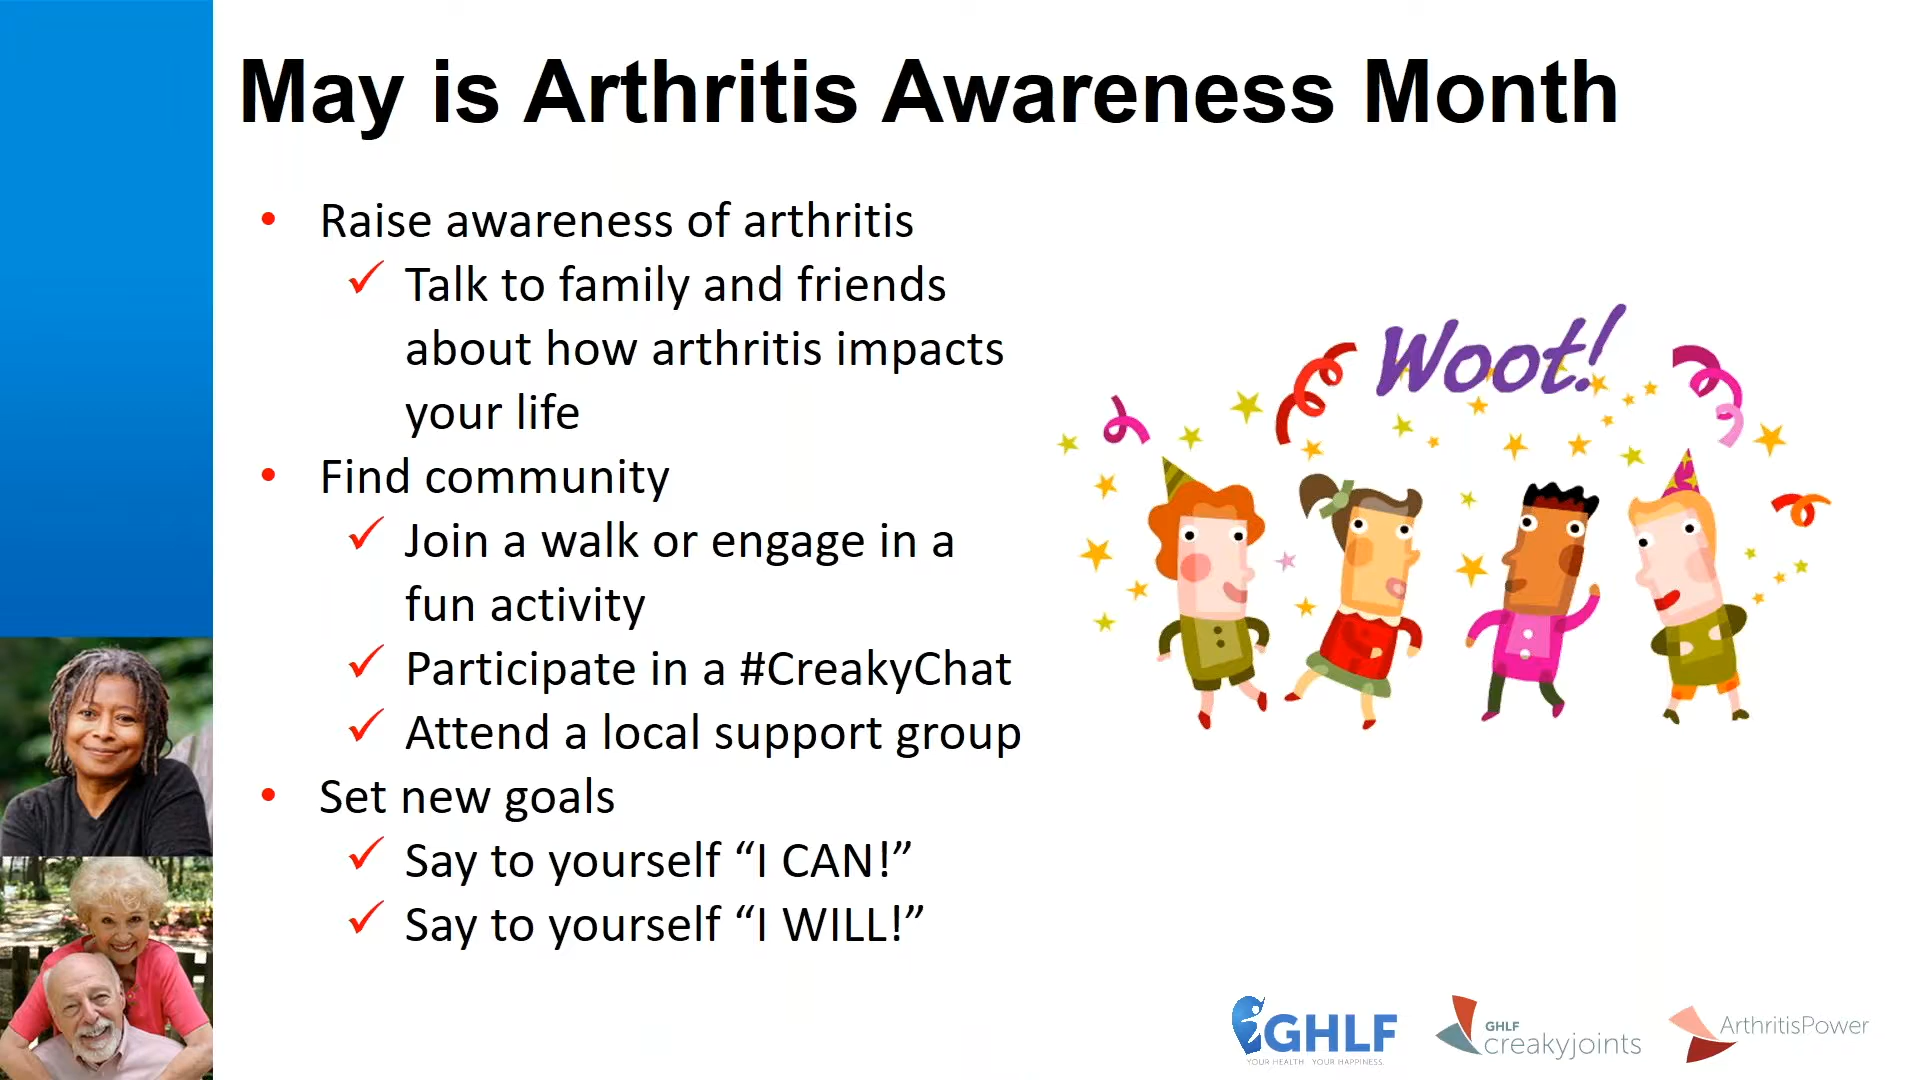 May is Arthritis Awareness Month
• Raise awareness of arthritis
✓ Talk to family and friends
about how arthritis impacts
your life
• Find community
✓ Join a walk or engage in a
fun activity
✓ Participate in a #CreakyChat
✓ Attend a local support group
• Set new goals
✓ Say to yourself “I CAN!”
✓ Say to yourself “I WILL!”
Woot!
GHLF
YOUR HEALTH YOUR HAPPINESS.
GHLF
creakyjoints
ArthritisPower